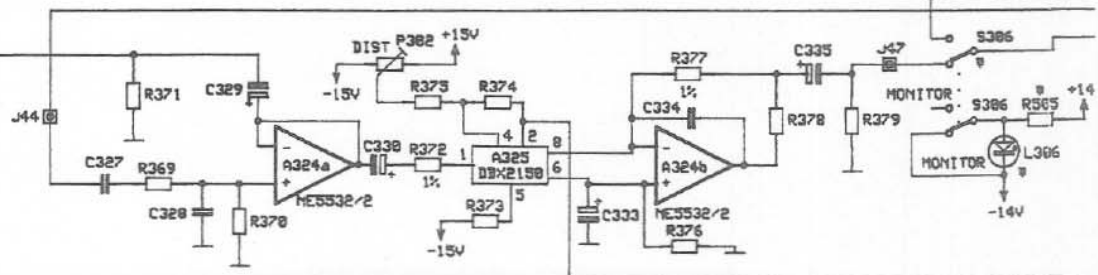 P302
+15V
DIST
-15V
R375
R374
C329
R371
J44
C327
R369
C328
R370
A324a
NE5532/2
C330
R372
1%
1
4
2
A325
DBX2150
8
6
5
R373
-15V
R377
1%
C334
A324b
NE5532/2
C333
R376
C335
R378
R379
J47
S306
MONITOR
S306
R505
+14
MONITOR
L306
-14V